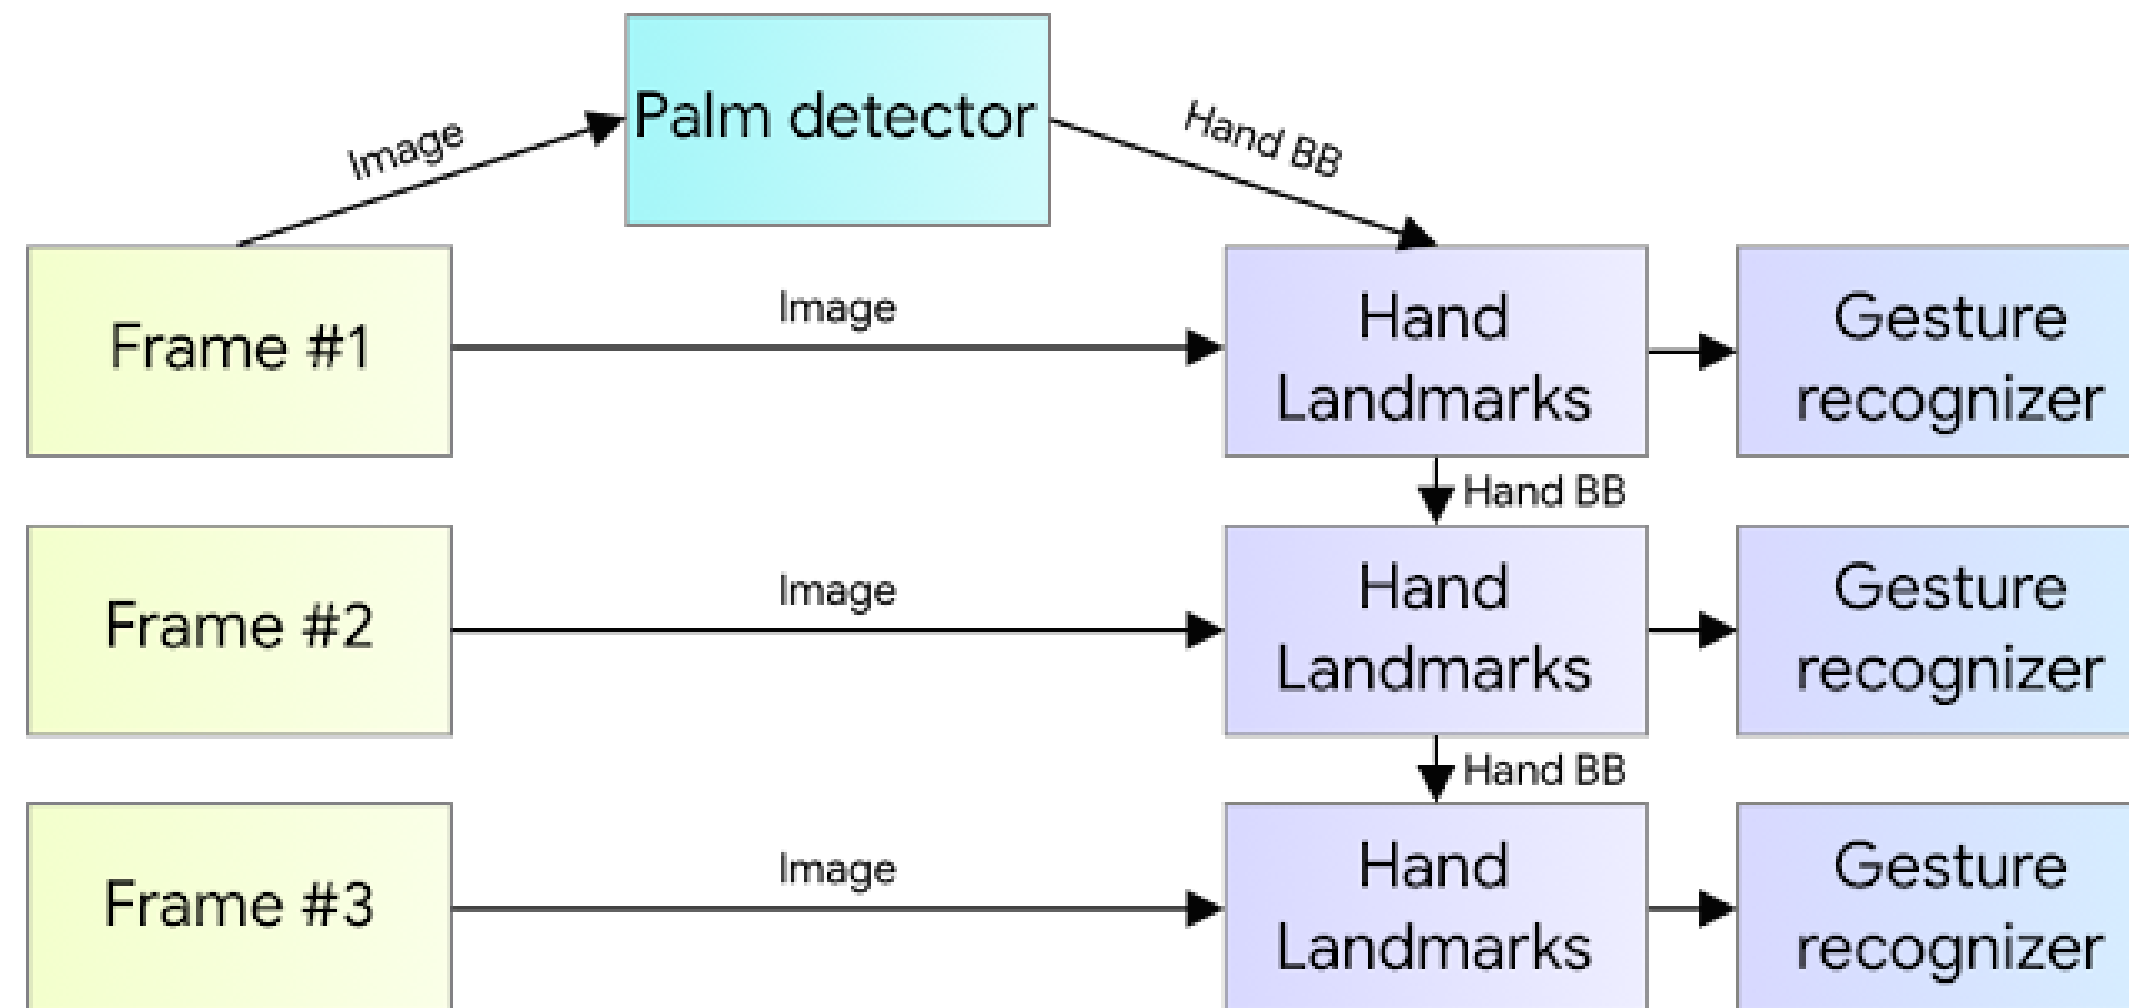 Palm detector
Image
Hand BB
Frame #1
Image
Hand
Landmarks
Gesture
recognizer
Hand BB
Frame #2
Image
Hand
Landmarks
Gesture
recognizer
Hand BB
Frame #3
Image
Hand
Landmarks
Gesture
recognizer